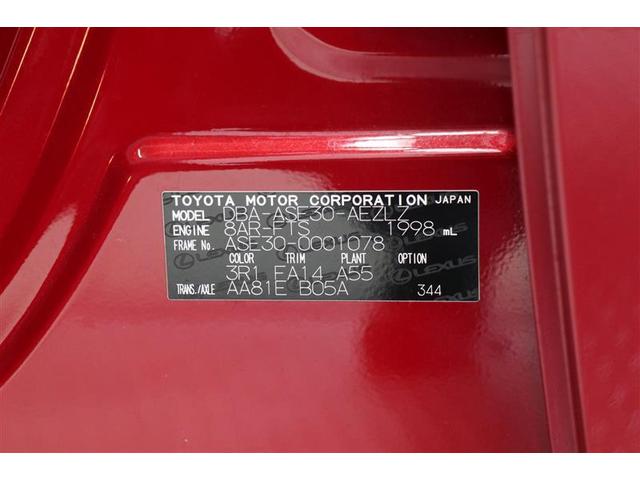 TOYOTA MOTOR CORPORATION JAPAN
MODEL DBA-ASE30-AEZLZ
ENGINE 8AR-FTS 1998 mL
FRAME No. ASE30-0001078
COLOR TRIM PLANT OPTION
3R1 EA14 A55
TRANS./AXLE AA81E B05A 344
LEXUS